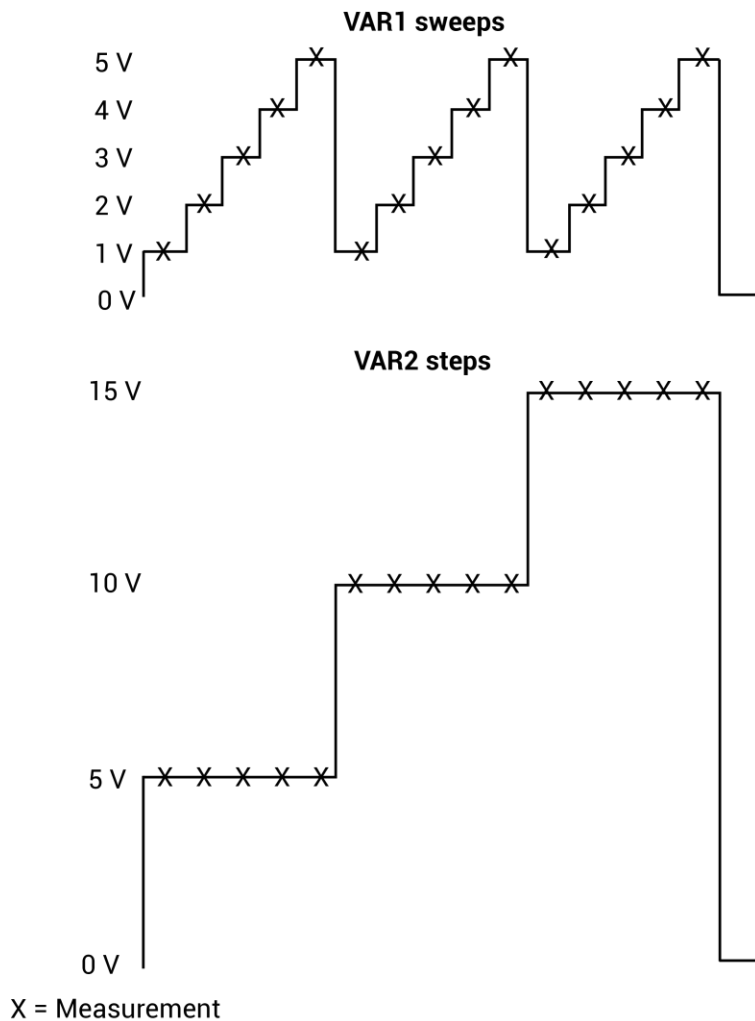 VAR1 sweeps
5 V
4 V
3 V
2 V
1 V
0 V
VAR2 steps
15 V
10 V
5 V
0 V
X = Measurement